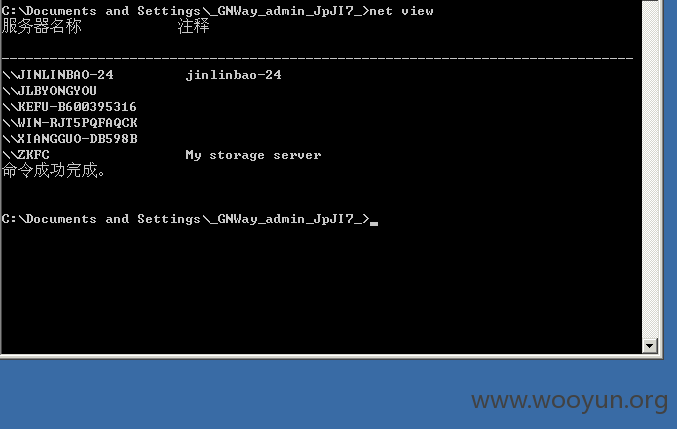 C:\Documents and Settings\_GNWay_admin_JpJI7_>net view
服务器名称 注释
-------------------------------------------------------------------------------
\\JINLINBAO-24 jinlinbao-24
\\JLBYONGYOU
\\KEFU-B600395316
\\WIN-RJT5PQFAQCK
\\XIANGGUO-DB598B
\\ZKFC My storage server
命令成功完成。
C:\Documents and Settings\_GNWay_admin_JpJI7_>_
www.wooyun.org